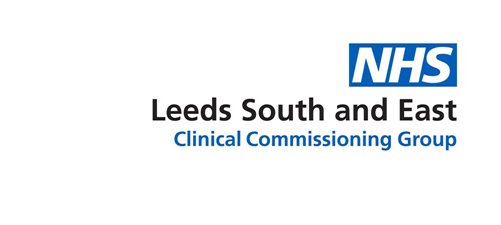 NHS
Leeds South and East
Clinical Commissioning Group